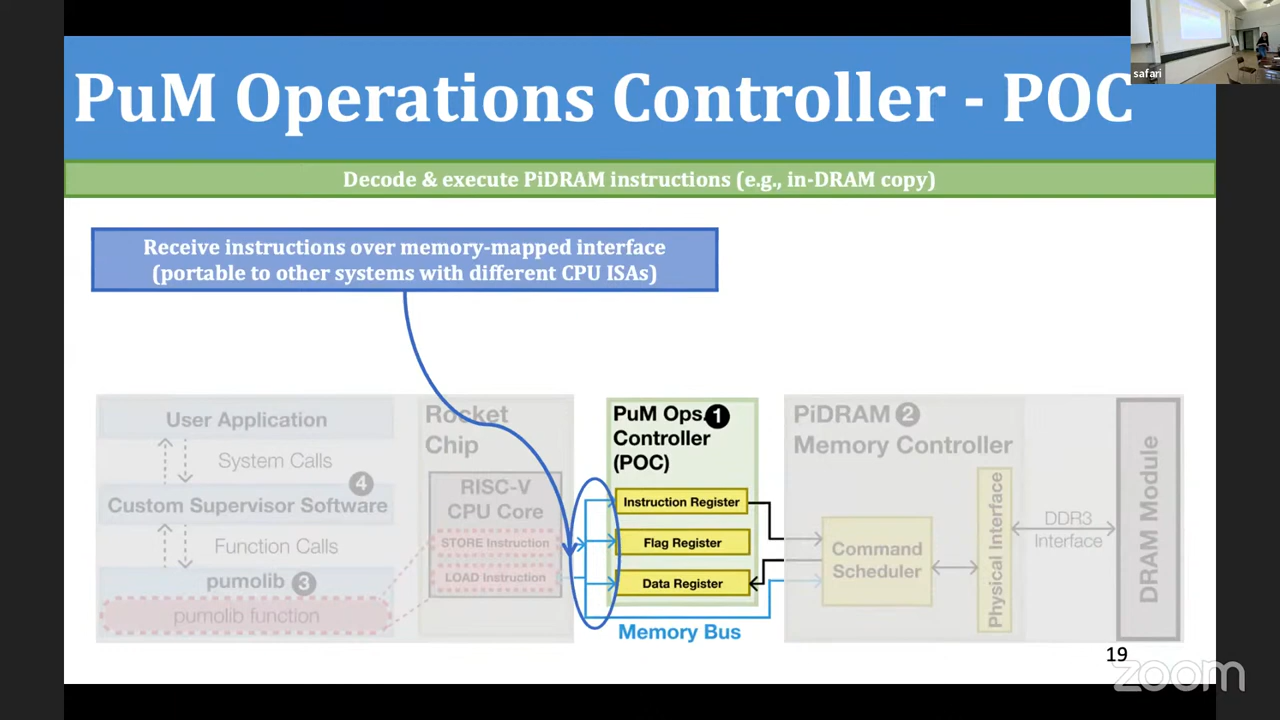 PuM Operations Controller - POC
safari
Decode & execute PiDRAM instructions (e.g., in-DRAM copy)
Receive instructions over memory-mapped interface
(portable to other systems with different CPU ISAs)
User Application
System Calls
4
Custom Supervisor Software
Function Calls
pumolib 3
pumolib function
Rocket
Chip
RISC-V
CPU Core
STORE Instruction
LOAD Instruction
PuM Ops. 1
Controller
(POC)
Instruction Register
Flag Register
Data Register
Memory Bus
PiDRAM 2
Memory Controller
Command
Scheduler
Physical Interface
DDR3
Interface
DRAM Module
19
zoom